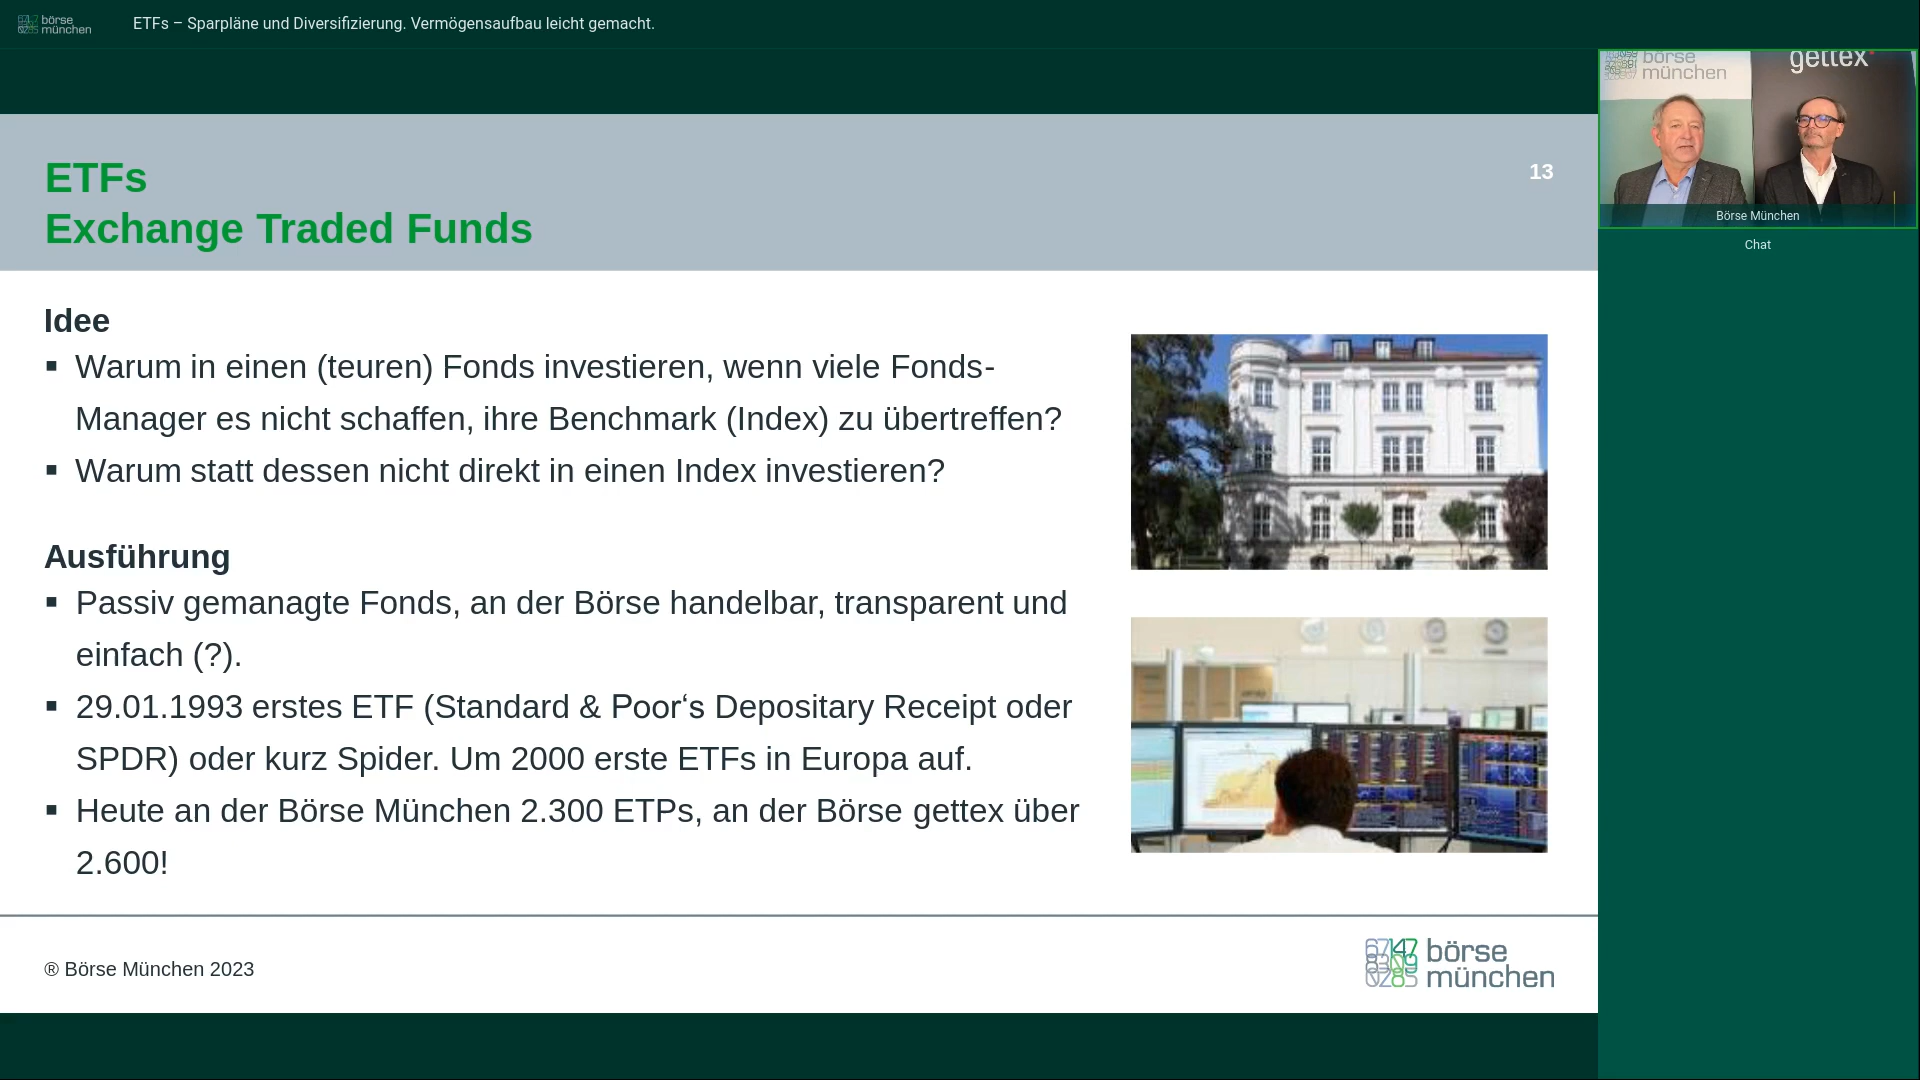 börse
münchen
ETFs – Sparpläne und Diversifizierung. Vermögensaufbau leicht gemacht.
börse
münchen
gettex
Börse München
Chat
ETFs
Exchange Traded Funds
13
Idee
▪ Warum in einen (teuren) Fonds investieren, wenn viele Fonds-
Manager es nicht schaffen, ihre Benchmark (Index) zu übertreffen?
▪ Warum statt dessen nicht direkt in einen Index investieren?
Ausführung
▪ Passiv gemanagte Fonds, an der Börse handelbar, transparent und
einfach (?).
▪ 29.01.1993 erstes ETF (Standard & Poor‘s Depositary Receipt oder
SPDR) oder kurz Spider. Um 2000 erste ETFs in Europa auf.
▪ Heute an der Börse München 2.300 ETPs, an der Börse gettex über
2.600!
® Börse München 2023
börse
münchen